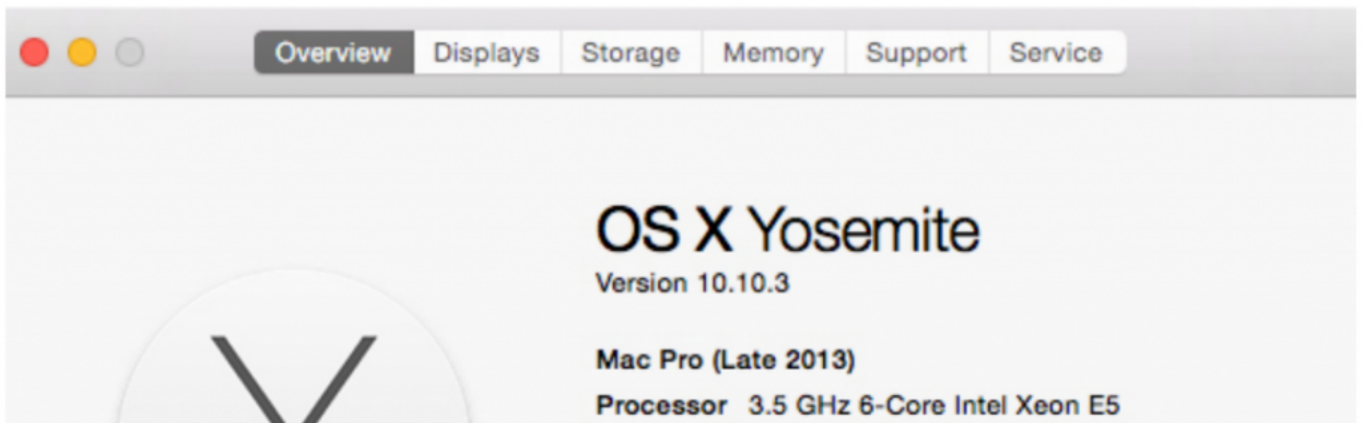 Overview Displays Storage Memory Support Service
OS X Yosemite
Version 10.10.3
Mac Pro (Late 2013)
Processor 3.5 GHz 6-Core Intel Xeon E5